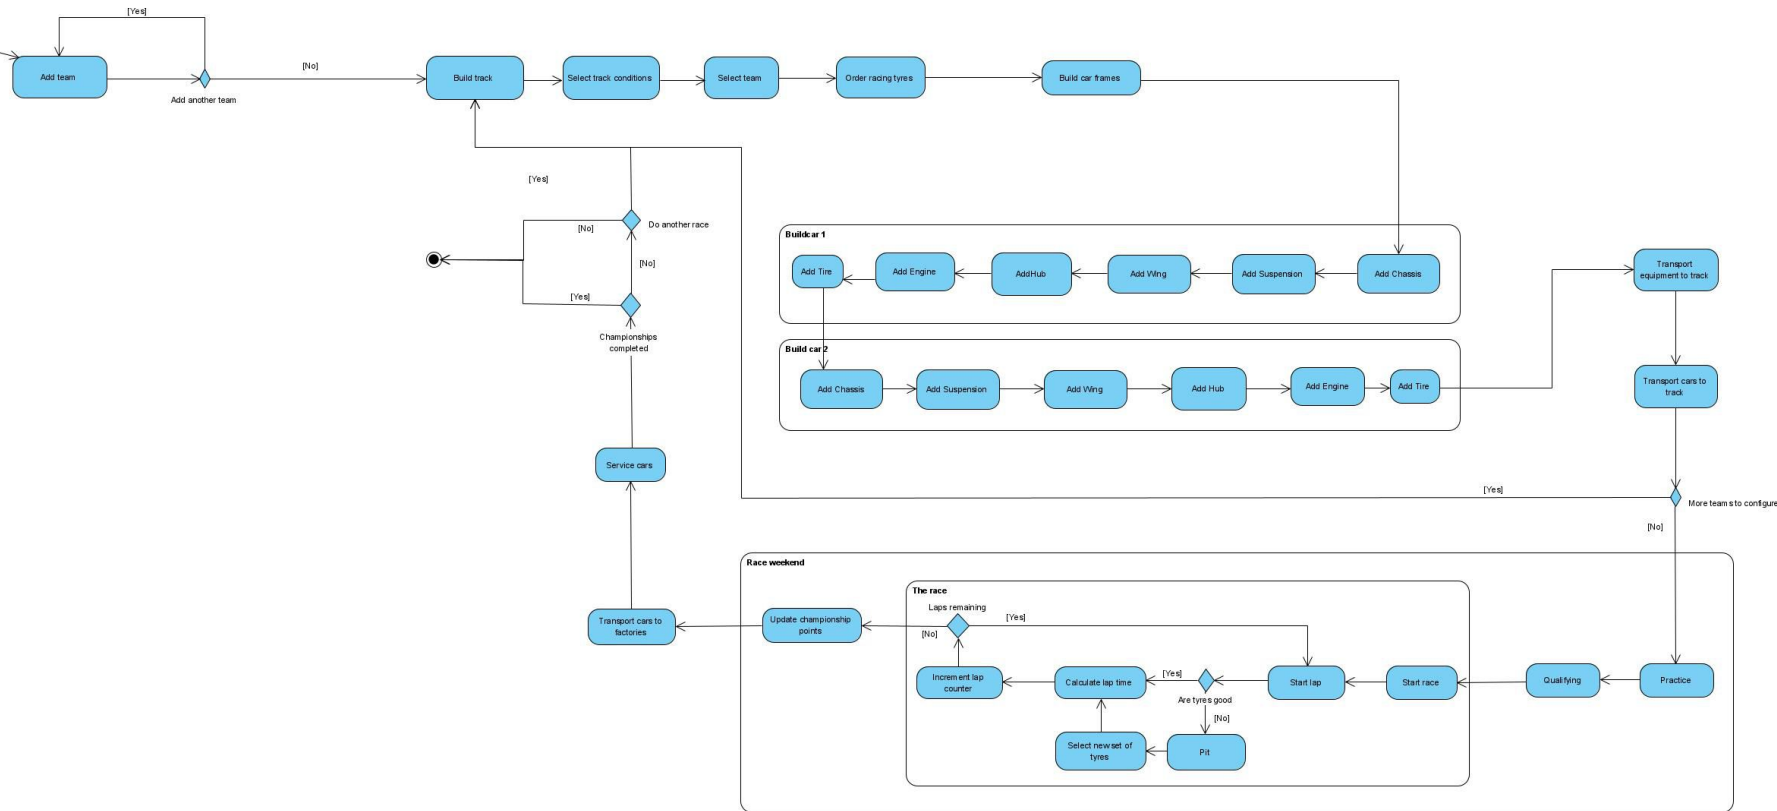 [Yes]
Add team
Add another team
[No]
Build track
Select track conditions
Select team
Order racing tyres
Build car frames
[Yes]
Do another race
[No]
[No]
[Yes]
Championships
completed
Buildcar 1
Add Tire
Add Engine
AddHub
Add Wing
Add Suspension
Add Chassis
Build car 2
Add Chassis
Add Suspension
Add Wing
Add Hub
Add Engine
Add Tire
Transport
equipment to track
Transport cars to
track
Service cars
[Yes]
More teams to configure
[No]
Race weekend
The race
Laps remaining
[Yes]
[No]
Transport cars to
factories
Update championship
points
Increment lap
counter
Calculate lap time
[Yes]
Are tyres good
[No]
Start lap
Start race
Qualifying
Practice
Select new set of
tyres
Pit